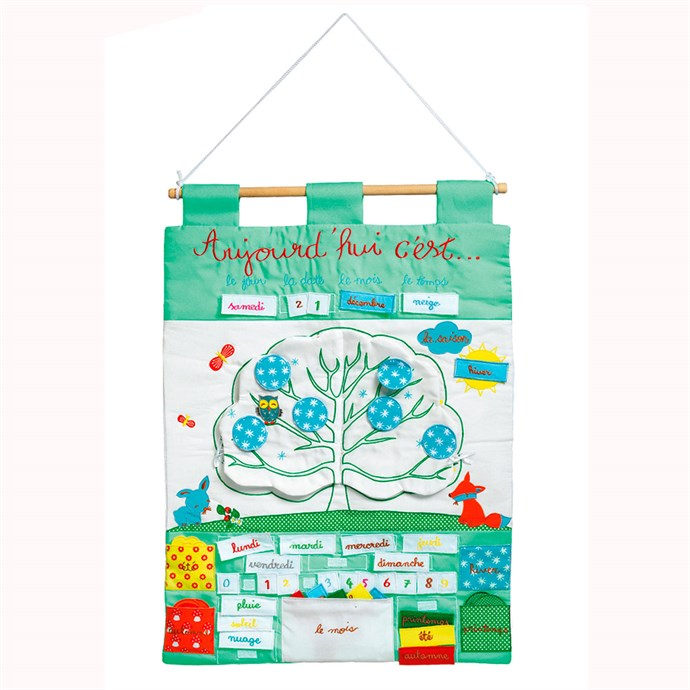 Aujourd'hui c'est...
le jour la date le mois le temps
samedi 2 1 décembre neige
la saison
hiver
lundi mardi mercredi jeudi
vendredi dimanche
été hiver
0 1 2 3 4 5 6 7 8 9
pluie
soleil
nuage
le mois
printemps
été
automne
printemps